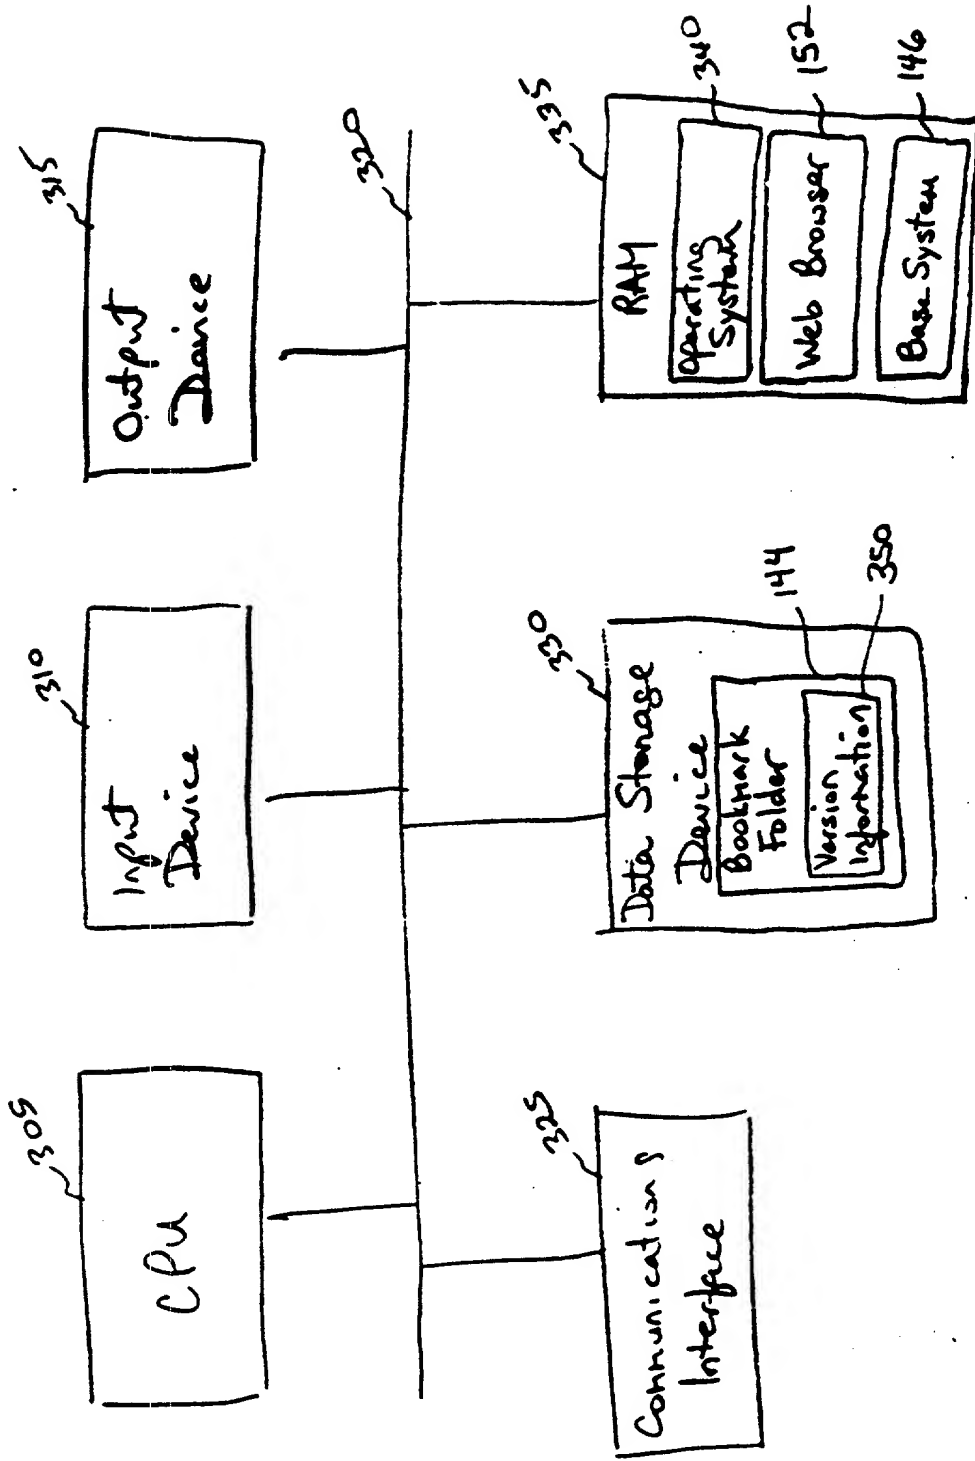 305
CPU
310
Input
Device
315
Output
Device
320
325
Communications
Interface
330
Data Storage
Device
Bookmark
Folder
144
Version
Information
350
335
RAM
Operating
System
340
Web Browser
152
Base System
146